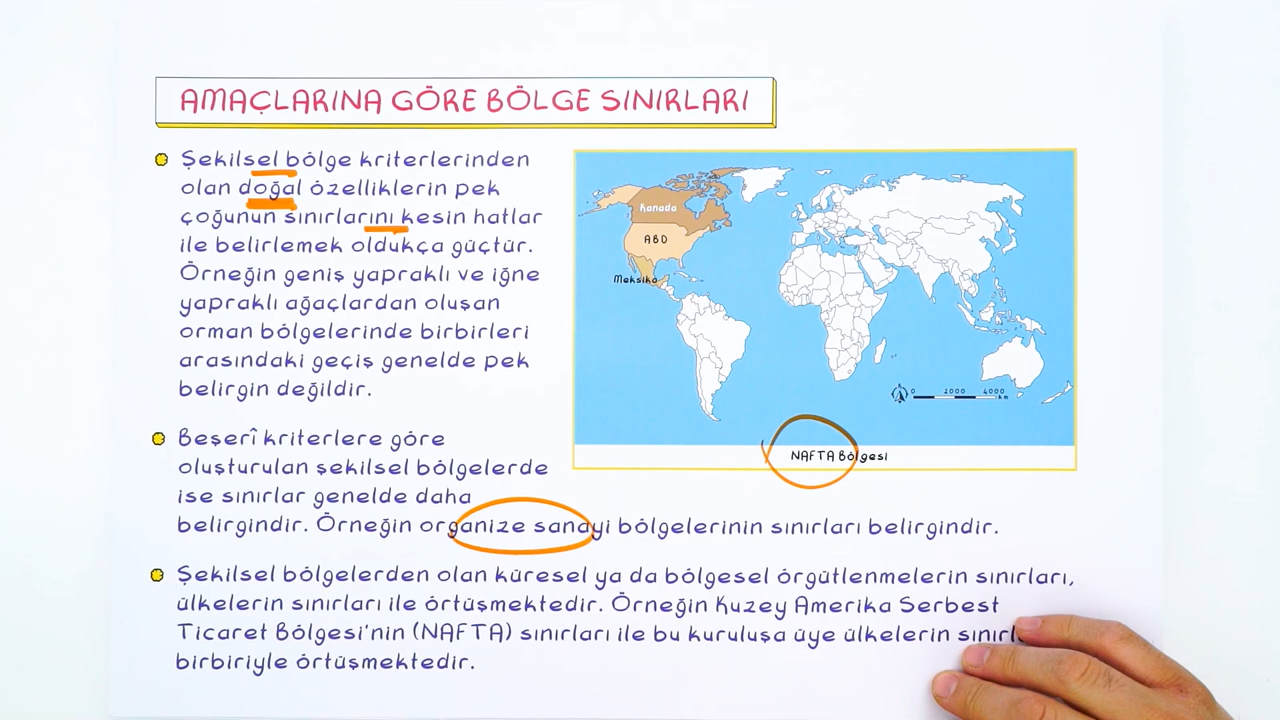 AMAÇLARINA GÖRE BÖLGE SINIRLARI
Şekilsel bölge kriterlerinden
olan doğal özelliklerin pek
çoğunun sınırlarını kesin hatlar
ile belirlemek oldukça güçtür.
Örneğin geniş yapraklı ve iğne
yapraklı ağaçlardan oluşan
orman bölgelerinde birbirleri
arasındaki geçiş genelde pek
belirgin değildir.
Kanada
ABD
Meksika
0 2000 4000
km
NAFTA Bölgesi
Beşerî kriterlere göre
oluşturulan şekilsel bölgelerde
ise sınırlar genelde daha
belirgindir. Örneğin organize sanayi bölgelerinin sınırları belirgindir.
Şekilsel bölgelerden olan küresel ya da bölgesel örgütlenmelerin sınırları,
ülkelerin sınırları ile örtüşmektedir. Örneğin Kuzey Amerika Serbest
Ticaret Bölgesi'nin (NAFTA) sınırları ile bu kuruluşa üye ülkelerin
birbiriyle örtüşmektedir.